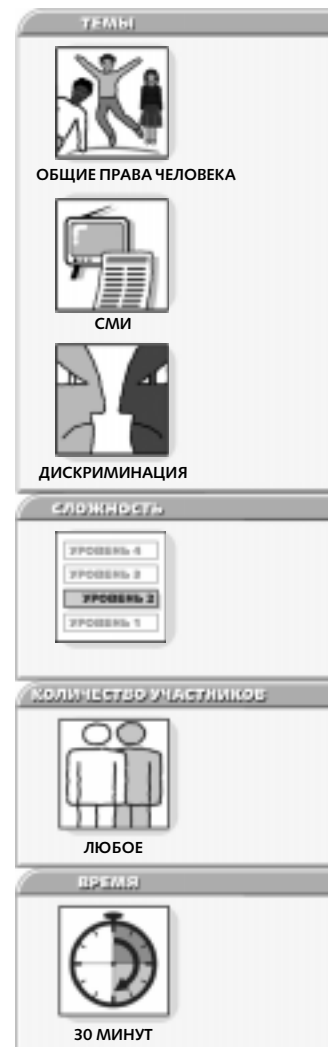 ТЕМЫ
ОБЩИЕ ПРАВА ЧЕЛОВЕКА
СМИ
ДИСКРИМИНАЦИЯ
СЛОЖНОСТЬ
УРОВЕНЬ 4
УРОВЕНЬ 3
УРОВЕНЬ 2
УРОВЕНЬ 1
КОЛИЧЕСТВО УЧАСТНИКОВ
ЛЮБОЕ
ВРЕМЯ
30 МИНУТ